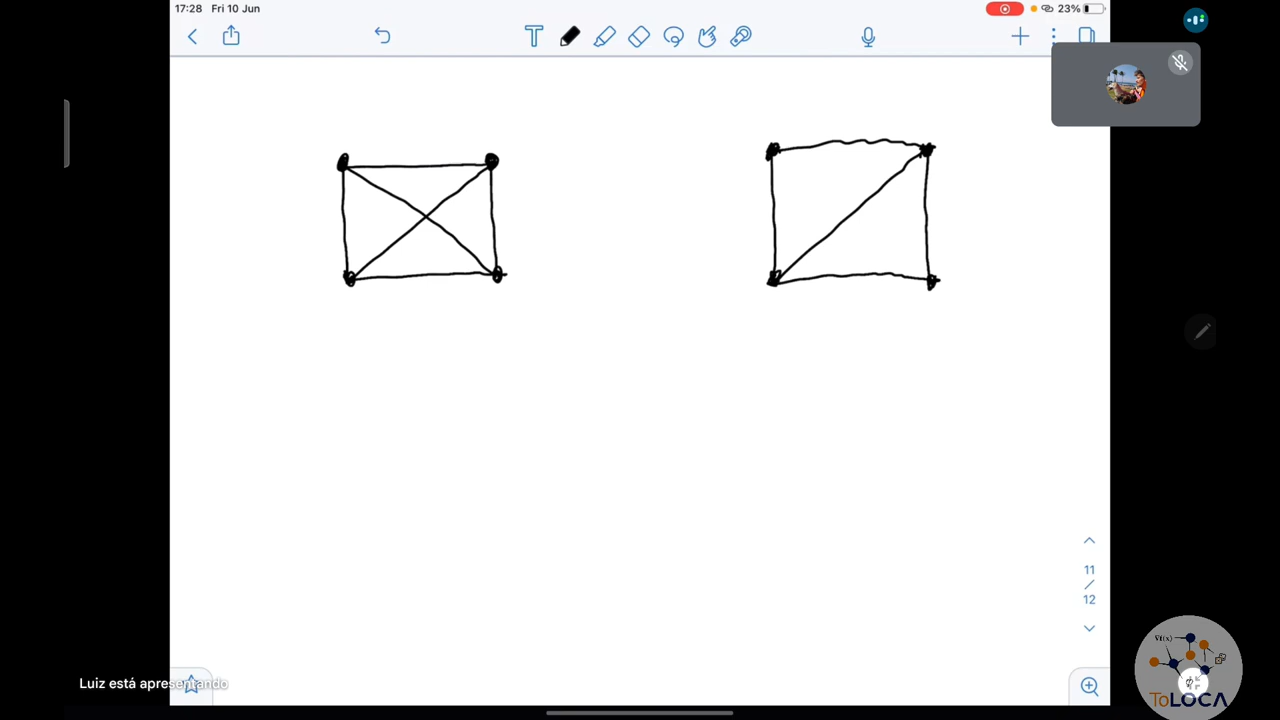 17:28 Fri 10 Jun
23%
T
11
/
12
Luiz está apresentando
∇f(x)
ToLOCA